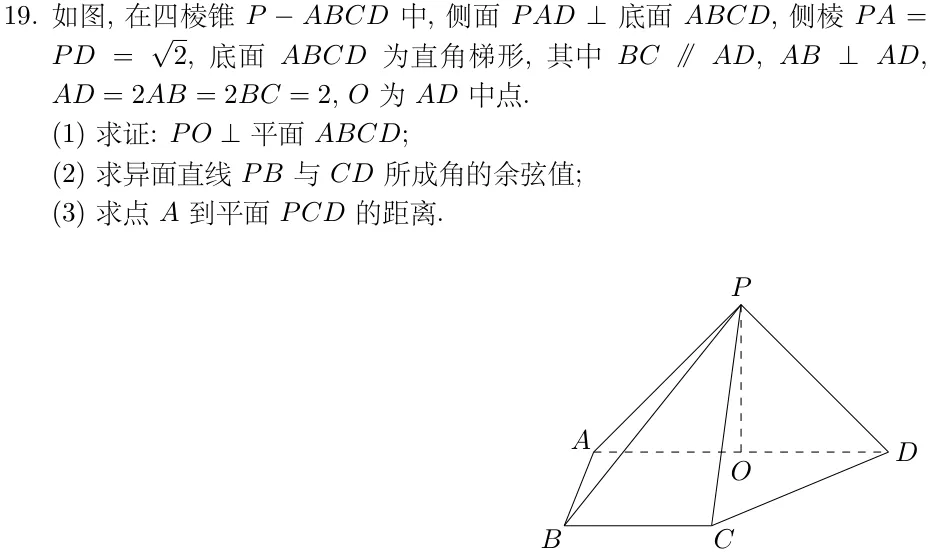 19. 如图, 在四棱锥 P − ABCD 中, 侧面 PAD ⊥ 底面 ABCD, 侧棱 PA =
PD = √2, 底面 ABCD 为直角梯形, 其中 BC ∥ AD, AB ⊥ AD,
AD = 2AB = 2BC = 2, O 为 AD 中点.
(1) 求证: PO ⊥ 平面 ABCD;
(2) 求异面直线 PB 与 CD 所成角的余弦值;
(3) 求点 A 到平面 PCD 的距离.
P
A
O
D
B
C